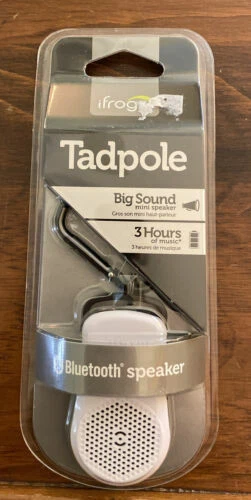 ifrog
Tadpole
Big Sound
mini speaker
Gros son mini haut-parleur
3 Hours
of music*
3 heures de musique
Bluetooth® speaker